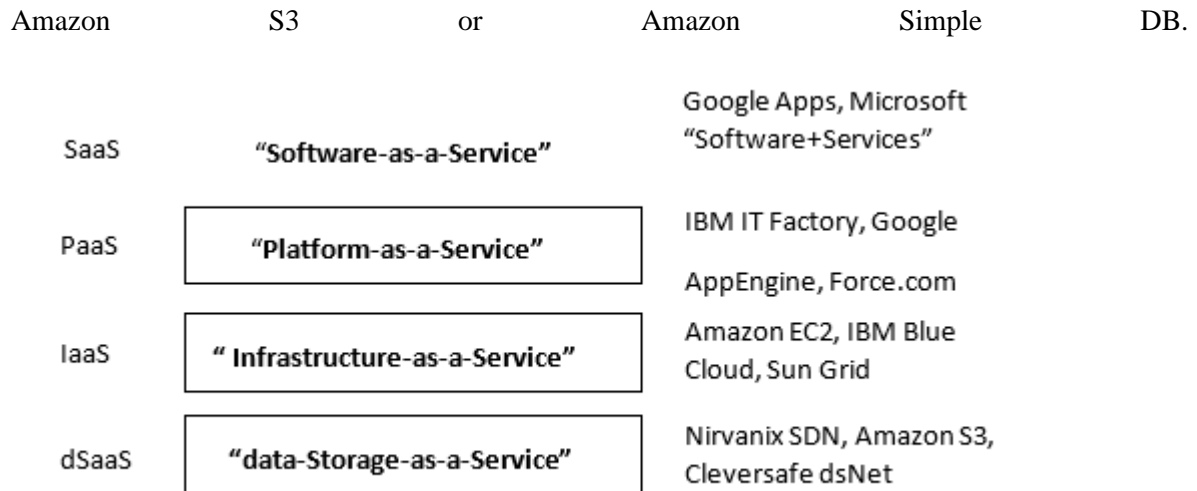 Amazon S3 or Amazon Simple DB.
Google Apps, Microsoft
SaaS “Software-as-a-Service” “Software+Services”
PaaS “Platform-as-a-Service” IBM IT Factory, Google
AppEngine, Force.com
IaaS “ Infrastructure-as-a-Service” Amazon EC2, IBM Blue
Cloud, Sun Grid
dSaaS “data-Storage-as-a-Service” Nirvanix SDN, Amazon S3,
Cleversafe dsNet